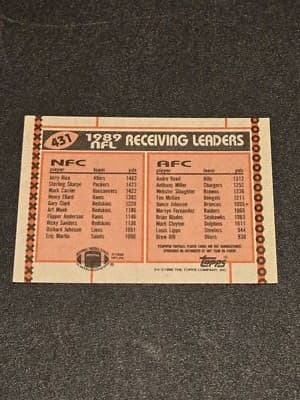 431
1989 NFL RECEIVING LEADERS
NFC
player team yds
Jerry Rice 49ers 1483
Sterling Sharpe Packers 1423
Mark Carrier Buccaneers 1422
Henry Ellard Rams 1382
Gary Clark Redskins 1229
Art Monk Redskins 1186
Flipper Anderson Rams 1146
Ricky Sanders Redskins 1138
Richard Johnson Lions 1091
Eric Martin Saints 1090
AFC
player team yds
Andre Reed Bills 1312
Anthony Miller Chargers 1252
Webster Slaughter Browns 1236
Tim McGee Bengals 1211
Vance Johnson Broncos 1095
Mervyn Fernandez Raiders
Brian Blades Seahawks 1063
Mark Clayton Dolphins 1011
Louis Lipps Steelers 944
Drew Hill Oilers 938
topps